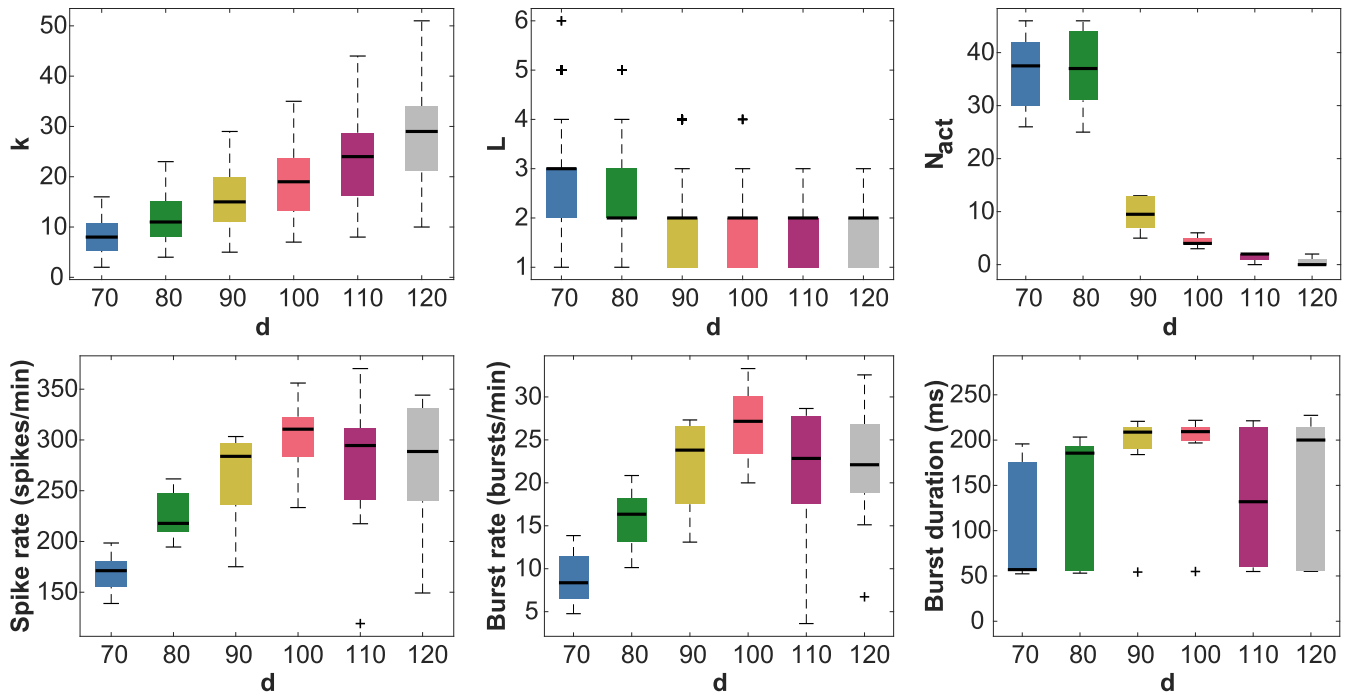 k
50
40
30
20
10
0
70 80 90 100 110 120
d
L
6
5
4
3
2
1
70 80 90 100 110 120
d
N_act
40
30
20
10
0
70 80 90 100 110 120
d
Spike rate (spikes/min)
350
300
250
200
150
70 80 90 100 110 120
d
Burst rate (bursts/min)
30
25
20
15
10
5
70 80 90 100 110 120
d
Burst duration (ms)
250
200
150
100
50
0
70 80 90 100 110 120
d